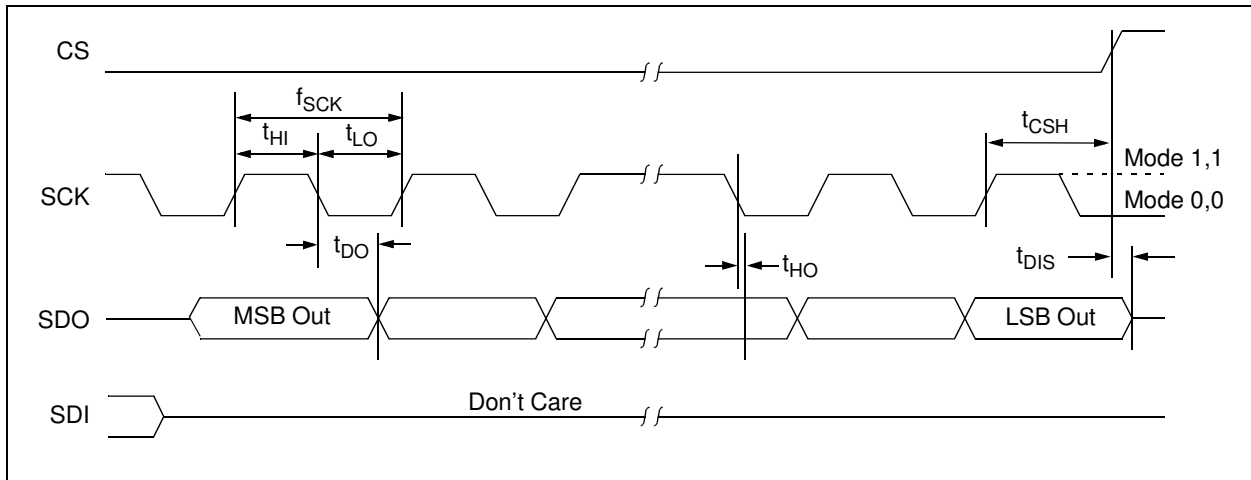 CS
fSCK
tHI
tLO
tCSH
Mode 1,1
SCK
Mode 0,0
tDO
tHO
tDIS
SDO
MSB Out
LSB Out
SDI
Don't Care